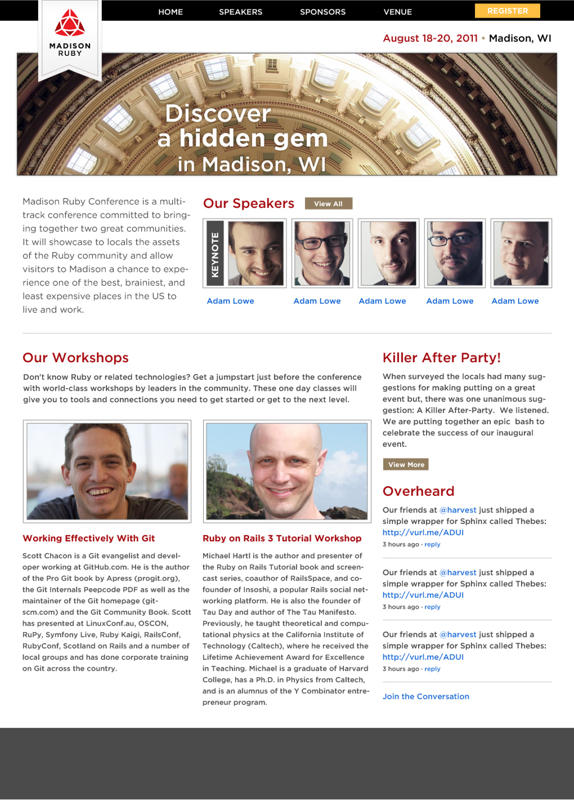 HOME
SPEAKERS
SPONSORS
VENUE
REGISTER
MADISON
RUBY
August 18-20, 2011 • Madison, WI
Discover
a hidden gem
in Madison, WI
Madison Ruby Conference is a multi-
track conference committed to bring-
ing together two great communities.
It will showcase to locals the assets
of the Ruby community and allow
visitors to Madison a chance to expe-
rience one of the best, brainiest, and
least expensive places in the US to
live and work.
Our Speakers
View All
KEYNOTE
Adam Lowe
Adam Lowe
Adam Lowe
Adam Lowe
Adam Lowe
Our Workshops
Don't know Ruby or related technologies? Get a jumpstart just before the conference
with world-class workshops by leaders in the community. These one day classes will
give you to tools and connections you need to get started or get to the next level.
Working Effectively With Git
Scott Chacon is a Git evangelist and devel-
oper working at GitHub.com. He is the author
of the Pro Git book by Apress (progit.org),
the Git Internals Peepcode PDF as well as the
maintainer of the Git homepage (git-
scm.com) and the Git Community Book. Scott
has presented at LinuxConf.au, OSCON,
RuPy, Symfony Live, Ruby Kaigi, RailsConf,
RubyConf, Scotland on Rails and a number of
local groups and has done corporate training
on Git across the country.
Ruby on Rails 3 Tutorial Workshop
Michael Hartl is the author and presenter of
the Ruby on Rails Tutorial book and screen-
cast series, coauthor of RailsSpace, and co-
founder of Insoshi, a popular Rails social net-
working platform. He is also the founder of
Tau Day and author of The Tau Manifesto.
Previously, he taught theoretical and compu-
tational physics at the California Institute of
Technology (Caltech), where he received the
Lifetime Achievement Award for Excellence
in Teaching. Michael is a graduate of Harvard
College, has a Ph.D. in Physics from Caltech,
and is an alumnus of the Y Combinator entre-
preneur program.
Killer After Party!
When surveyed the locals had many sug-
gestions for making putting on a great
event but, there was one unanimous sug-
gestion: A Killer After-Party. We listened.
We are putting together an epic bash to
celebrate the success of our inaugural
event.
View More
Overheard
Our friends at @harvest just shipped a
simple wrapper for Sphinx called Thebes:
http://vurl.me/ADUI
3 hours ago · reply
Our friends at @harvest just shipped a
simple wrapper for Sphinx called Thebes:
http://vurl.me/ADUI
3 hours ago · reply
Our friends at @harvest just shipped a
simple wrapper for Sphinx called Thebes:
http://vurl.me/ADUI
3 hours ago · reply
Join the Conversation